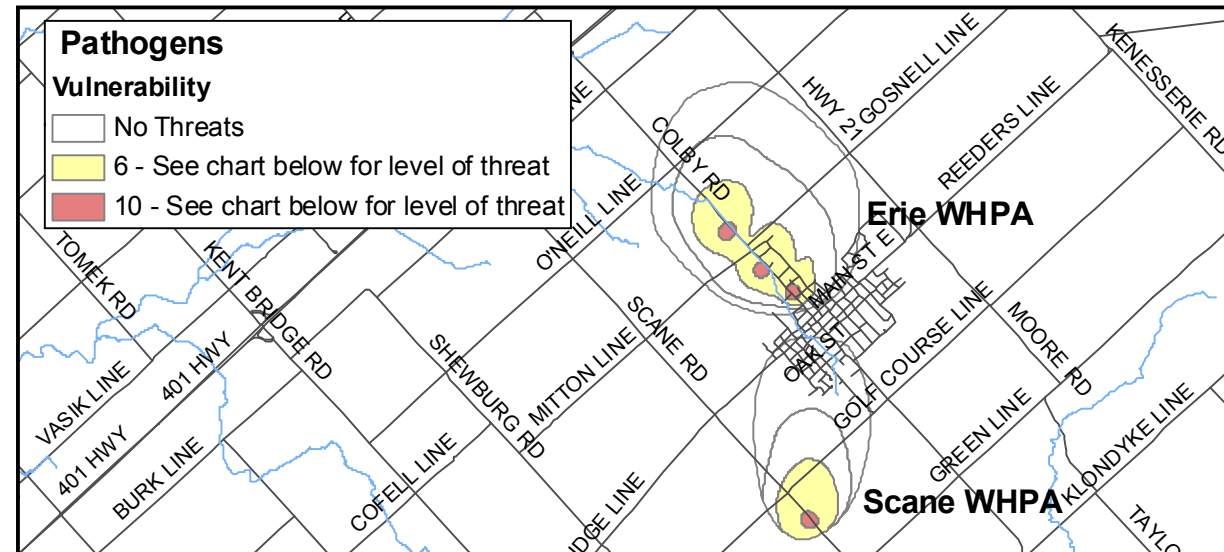 Pathogens
Vulnerability
No Threats
6 - See chart below for level of threat
10 - See chart below for level of threat
KENESSERIE RD
GOSNELL LINE
HWY 21
REEDERS LINE
COLBY RD
O'NEILL LINE
Erie WHPA
MAIN ST E
TOMEK RD
KENT BRIDGE RD
401 HWY
VASIK LINE
401 HWY
BURK LINE
SHEWBURG RD
MITTON LINE
COFELL LINE
SCANE RD
OAK ST
GOLF COURSE LINE
MOORE RD
GREEN LINE
KLONDYKE LINE
Scane WHPA